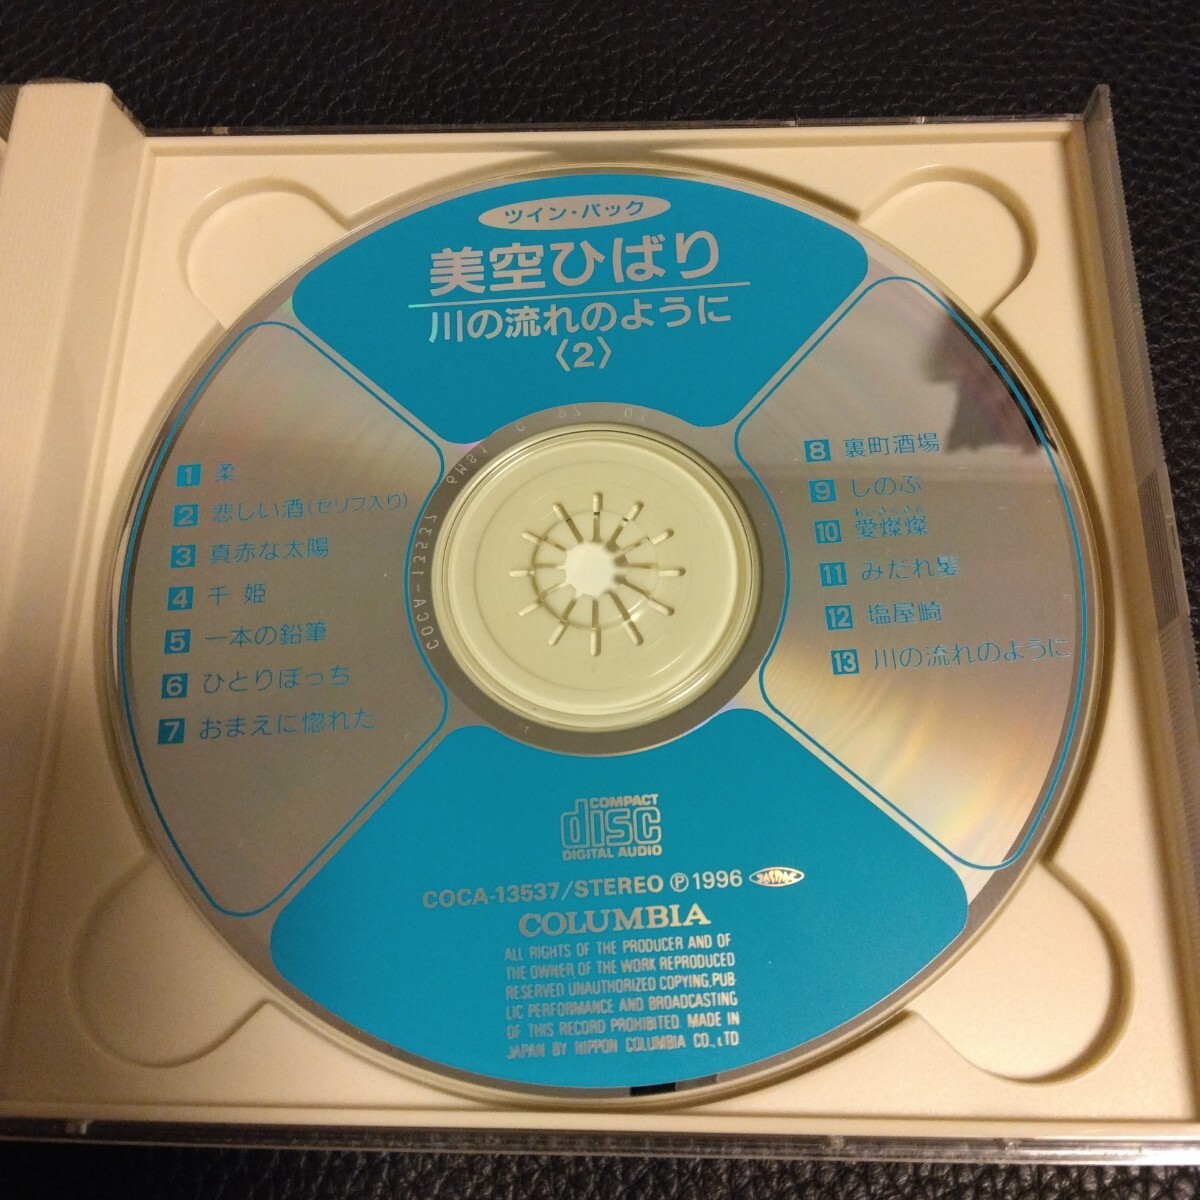 ツイン・パック
美空ひばり
川の流れのように
〈2〉
1 柔
2 悲しい酒(セリフ入り)
3 真赤な太陽
4 千姫
5 一本の鉛筆
6 ひとりぼっち
7 おまえに惚れた
8 裏町酒場
9 しのぶ
10 愛燦燦
11 みだれ髪
12 塩屋崎
13 川の流れのように
COCA-13537
COMPACT
disc
DIGITAL AUDIO
COCA-13537/STEREO Ⓟ1996 JASRAC
COLUMBIA
ALL RIGHTS OF THE PRODUCER AND OF
THE OWNER OF THE WORK REPRODUCED
RESERVED UNAUTHORIZED COPYING,PUB
LIC PERFORMANCE AND BROADCASTING
OF THIS RECORD PROHIBITED. MADE IN
JAPAN BY NIPPON COLUMBIA CO.,LTD